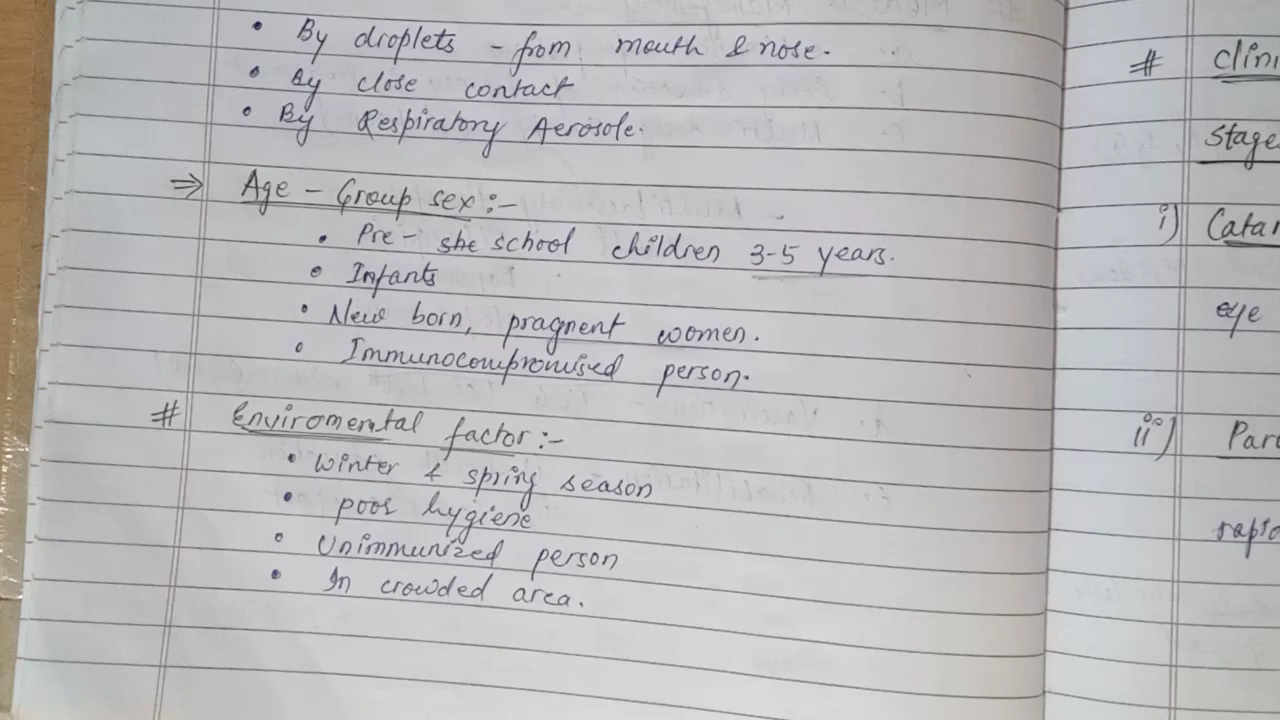 • By droplets - from mouth & nose.
• By close contact
• By Respiratory Aerosole.
⇒ Age - Group sex :-
• Pre - she school children 3-5 years.
• Infants
• New born, pragnent women.
• Immunocompromised person.
# Enviromental factor :-
• Winter & spring season
• poor hygiene
• Unimmunized person
• In crowded area.
# clini
Stage
i) Catar
eye
ii) Par
rapid